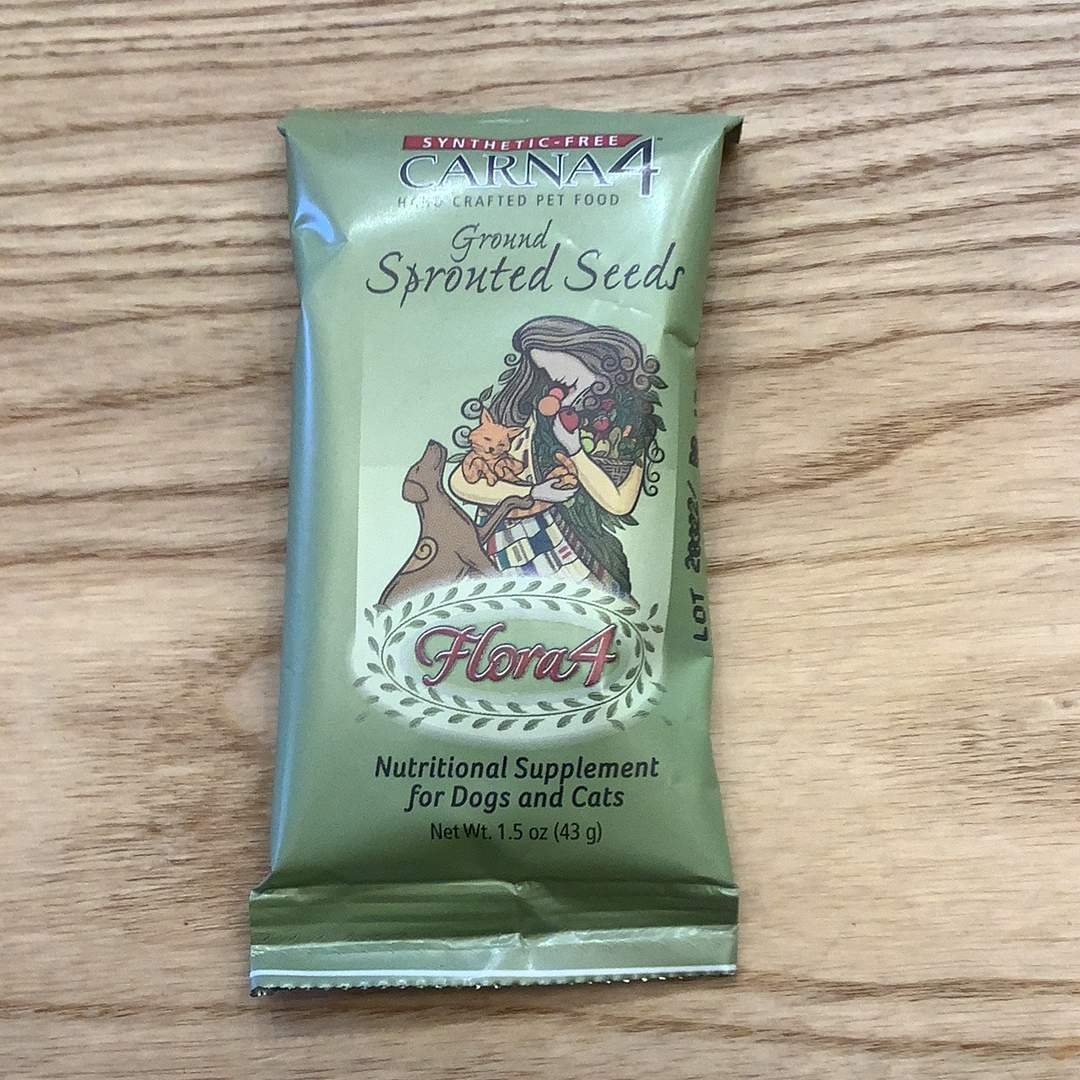 SYNTHETIC-FREE
CARNA4
HAND CRAFTED PET FOOD
Ground
Sprouted Seeds
Flora4
Nutritional Supplement
for Dogs and Cats
Net Wt. 1.5 oz (43 g)
LOT